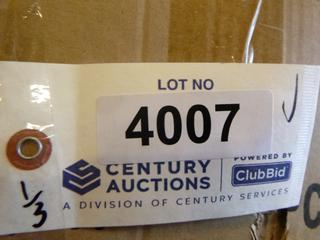 LOT NO
4007
CENTURY
AUCTIONS
POWERED BY
ClubBid
A DIVISION OF CENTURY SERVICES
1/3